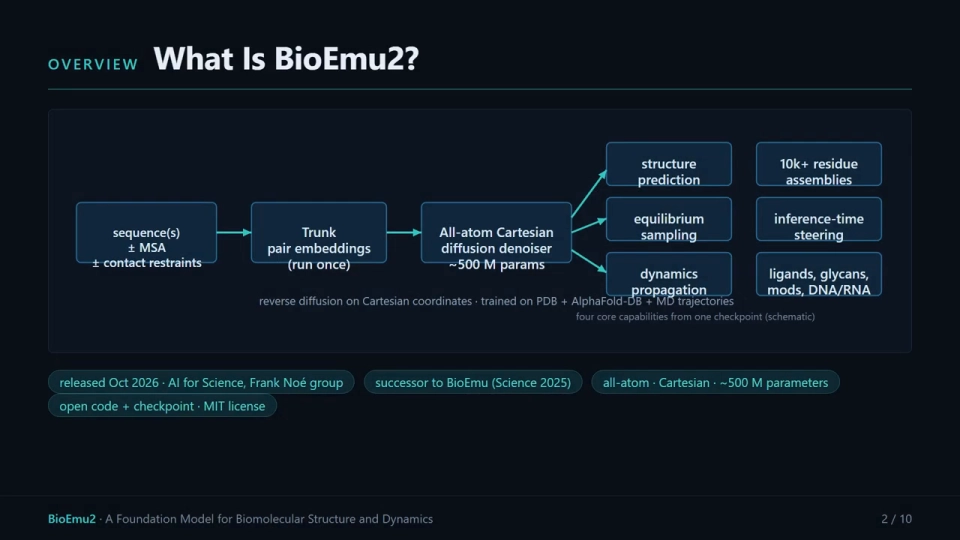 OVERVIEW What Is BioEmu2?
sequence(s)
± MSA
± contact restraints
Trunk
pair embeddings
(run once)
All-atom Cartesian
diffusion denoiser
~500 M params
structure
prediction
10k+ residue
assemblies
equilibrium
sampling
inference-time
steering
dynamics
propagation
ligands, glycans,
mods, DNA/RNA
reverse diffusion on Cartesian coordinates · trained on PDB + AlphaFold-DB + MD trajectories
four core capabilities from one checkpoint (schematic)
released Oct 2026 · AI for Science, Frank Noé group
successor to BioEmu (Science 2025)
all-atom · Cartesian · ~500 M parameters
open code + checkpoint · MIT license
BioEmu2 · A Foundation Model for Biomolecular Structure and Dynamics
2 / 10